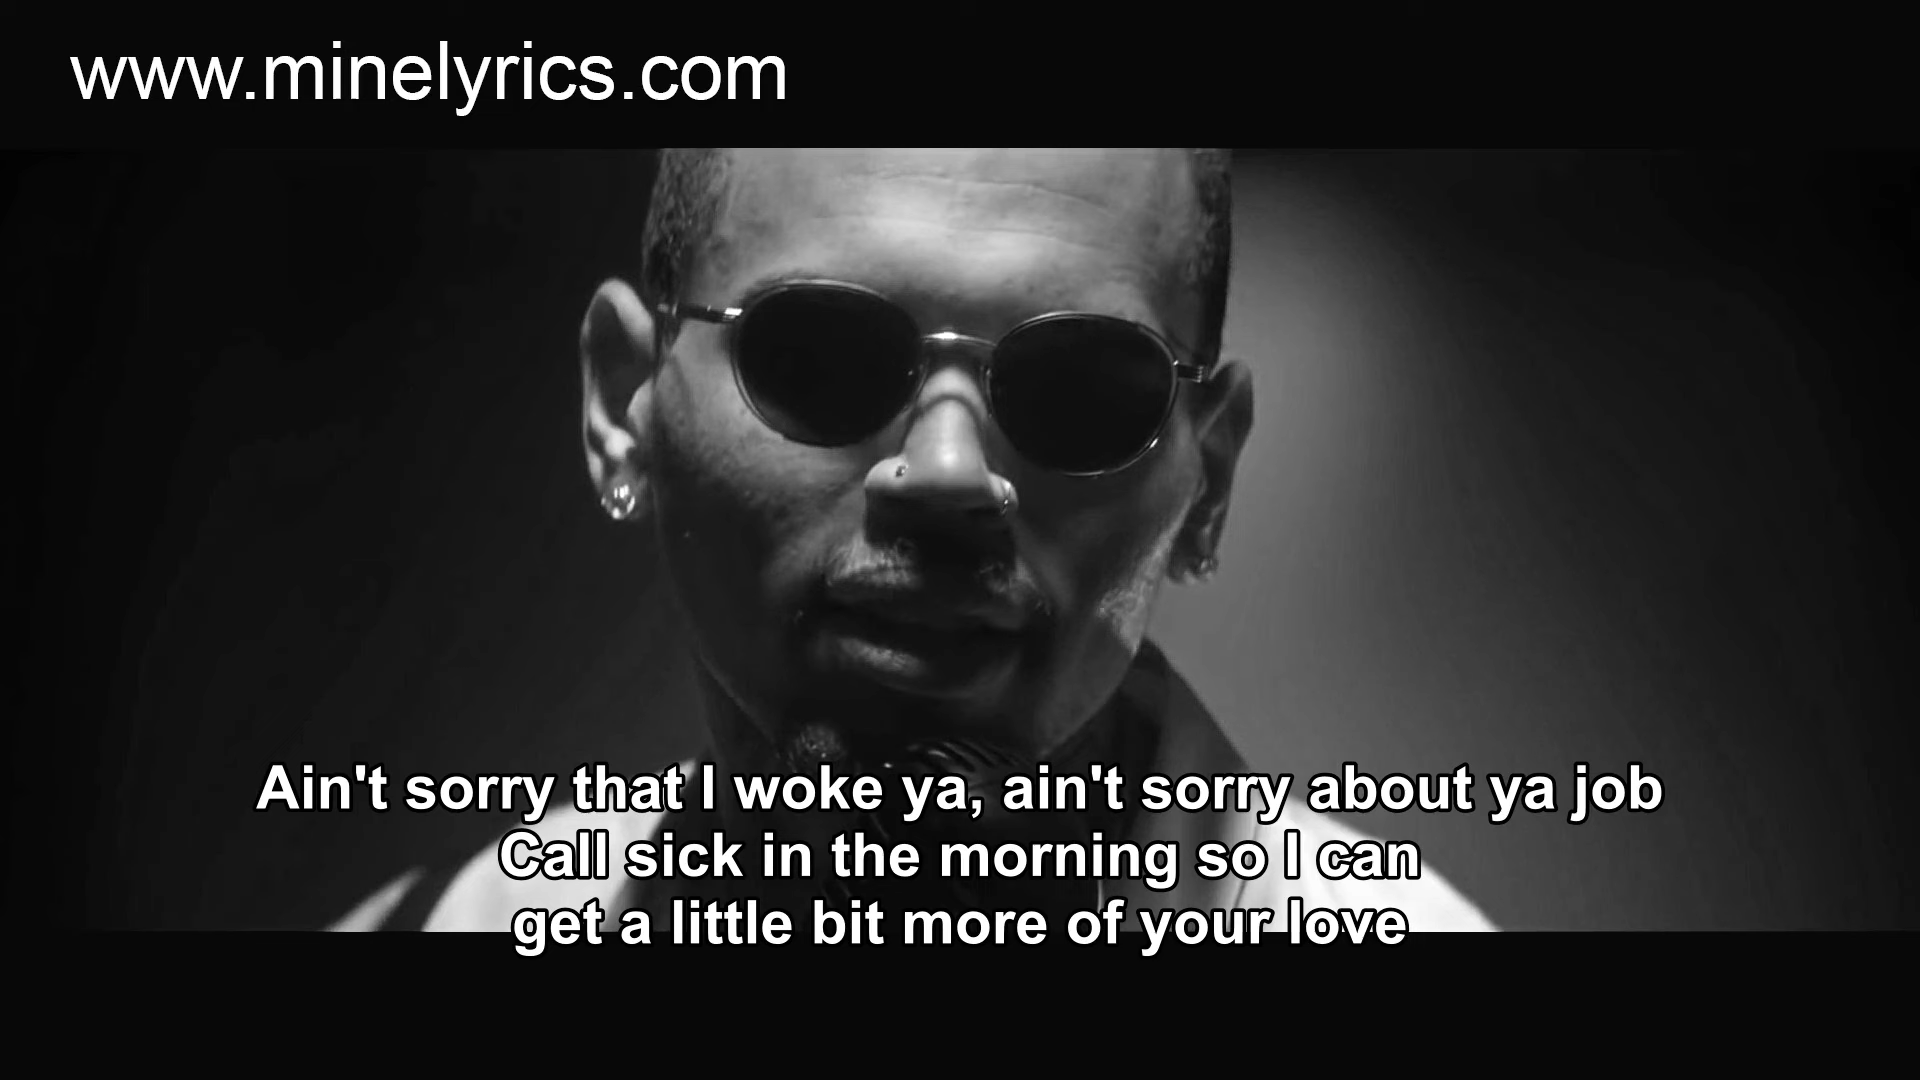 www.minelyrics.com
Ain't sorry that I woke ya, ain't sorry about ya job
Call sick in the morning so I can
get a little bit more of your love